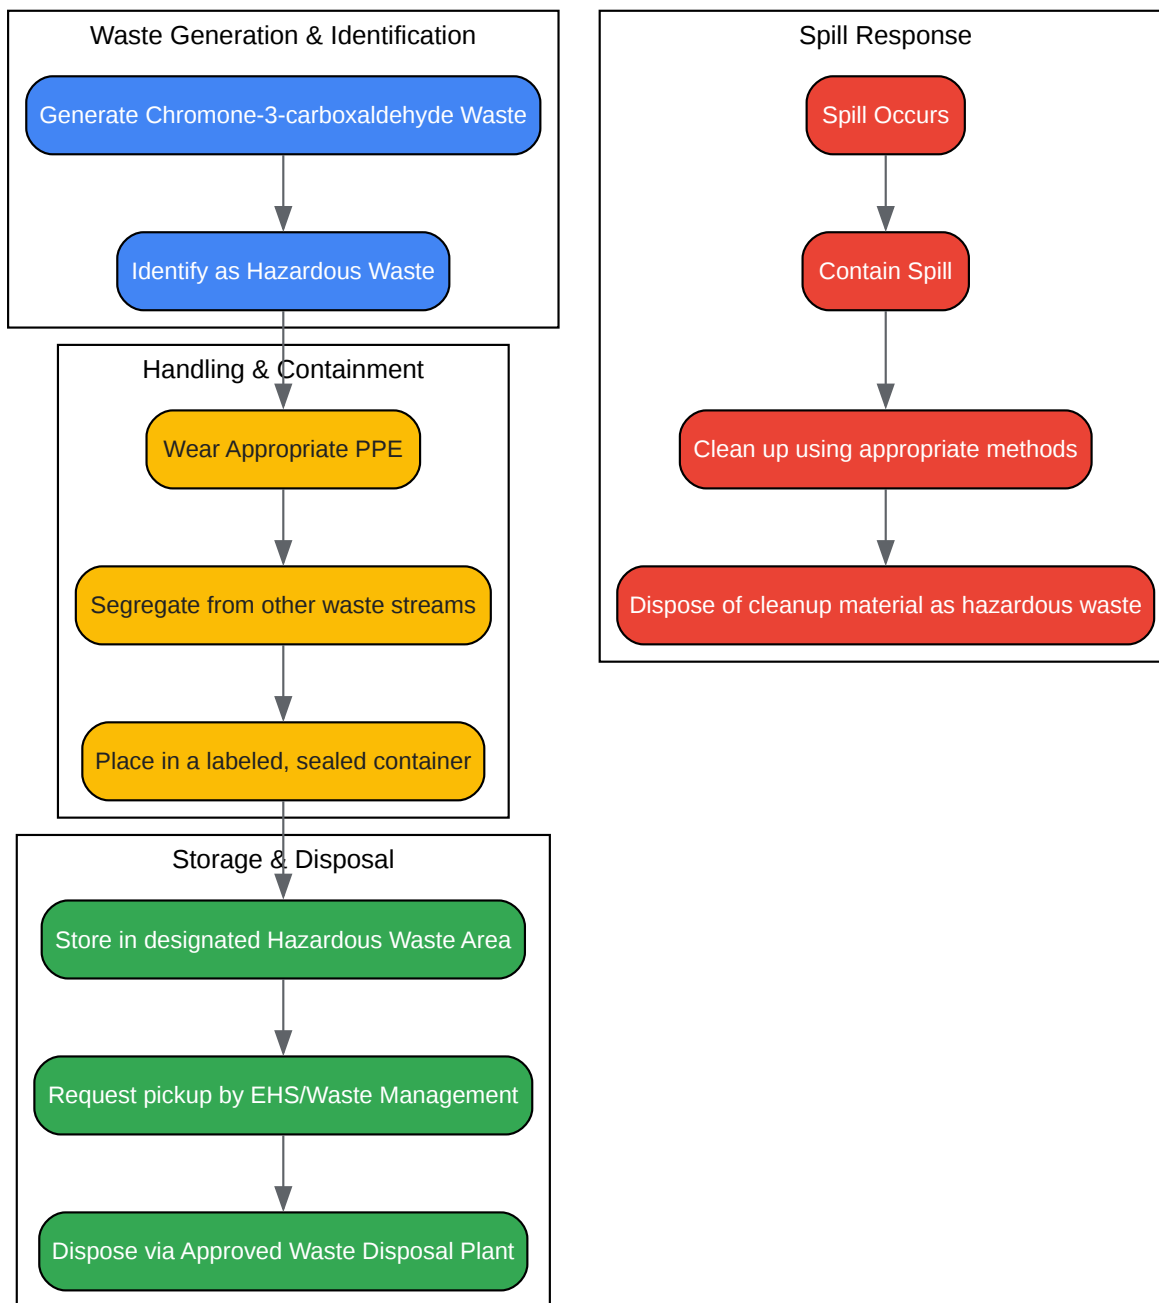 Waste Generation & Identification
Generate Chromone-3-carboxaldehyde Waste
Identify as Hazardous Waste
Handling & Containment
Wear Appropriate PPE
Segregate from other waste streams
Place in a labeled, sealed container
Storage & Disposal
Store in designated Hazardous Waste Area
Request pickup by EHS/Waste Management
Dispose via Approved Waste Disposal Plant
Spill Response
Spill Occurs
Contain Spill
Clean up using appropriate methods
Dispose of cleanup material as hazardous waste